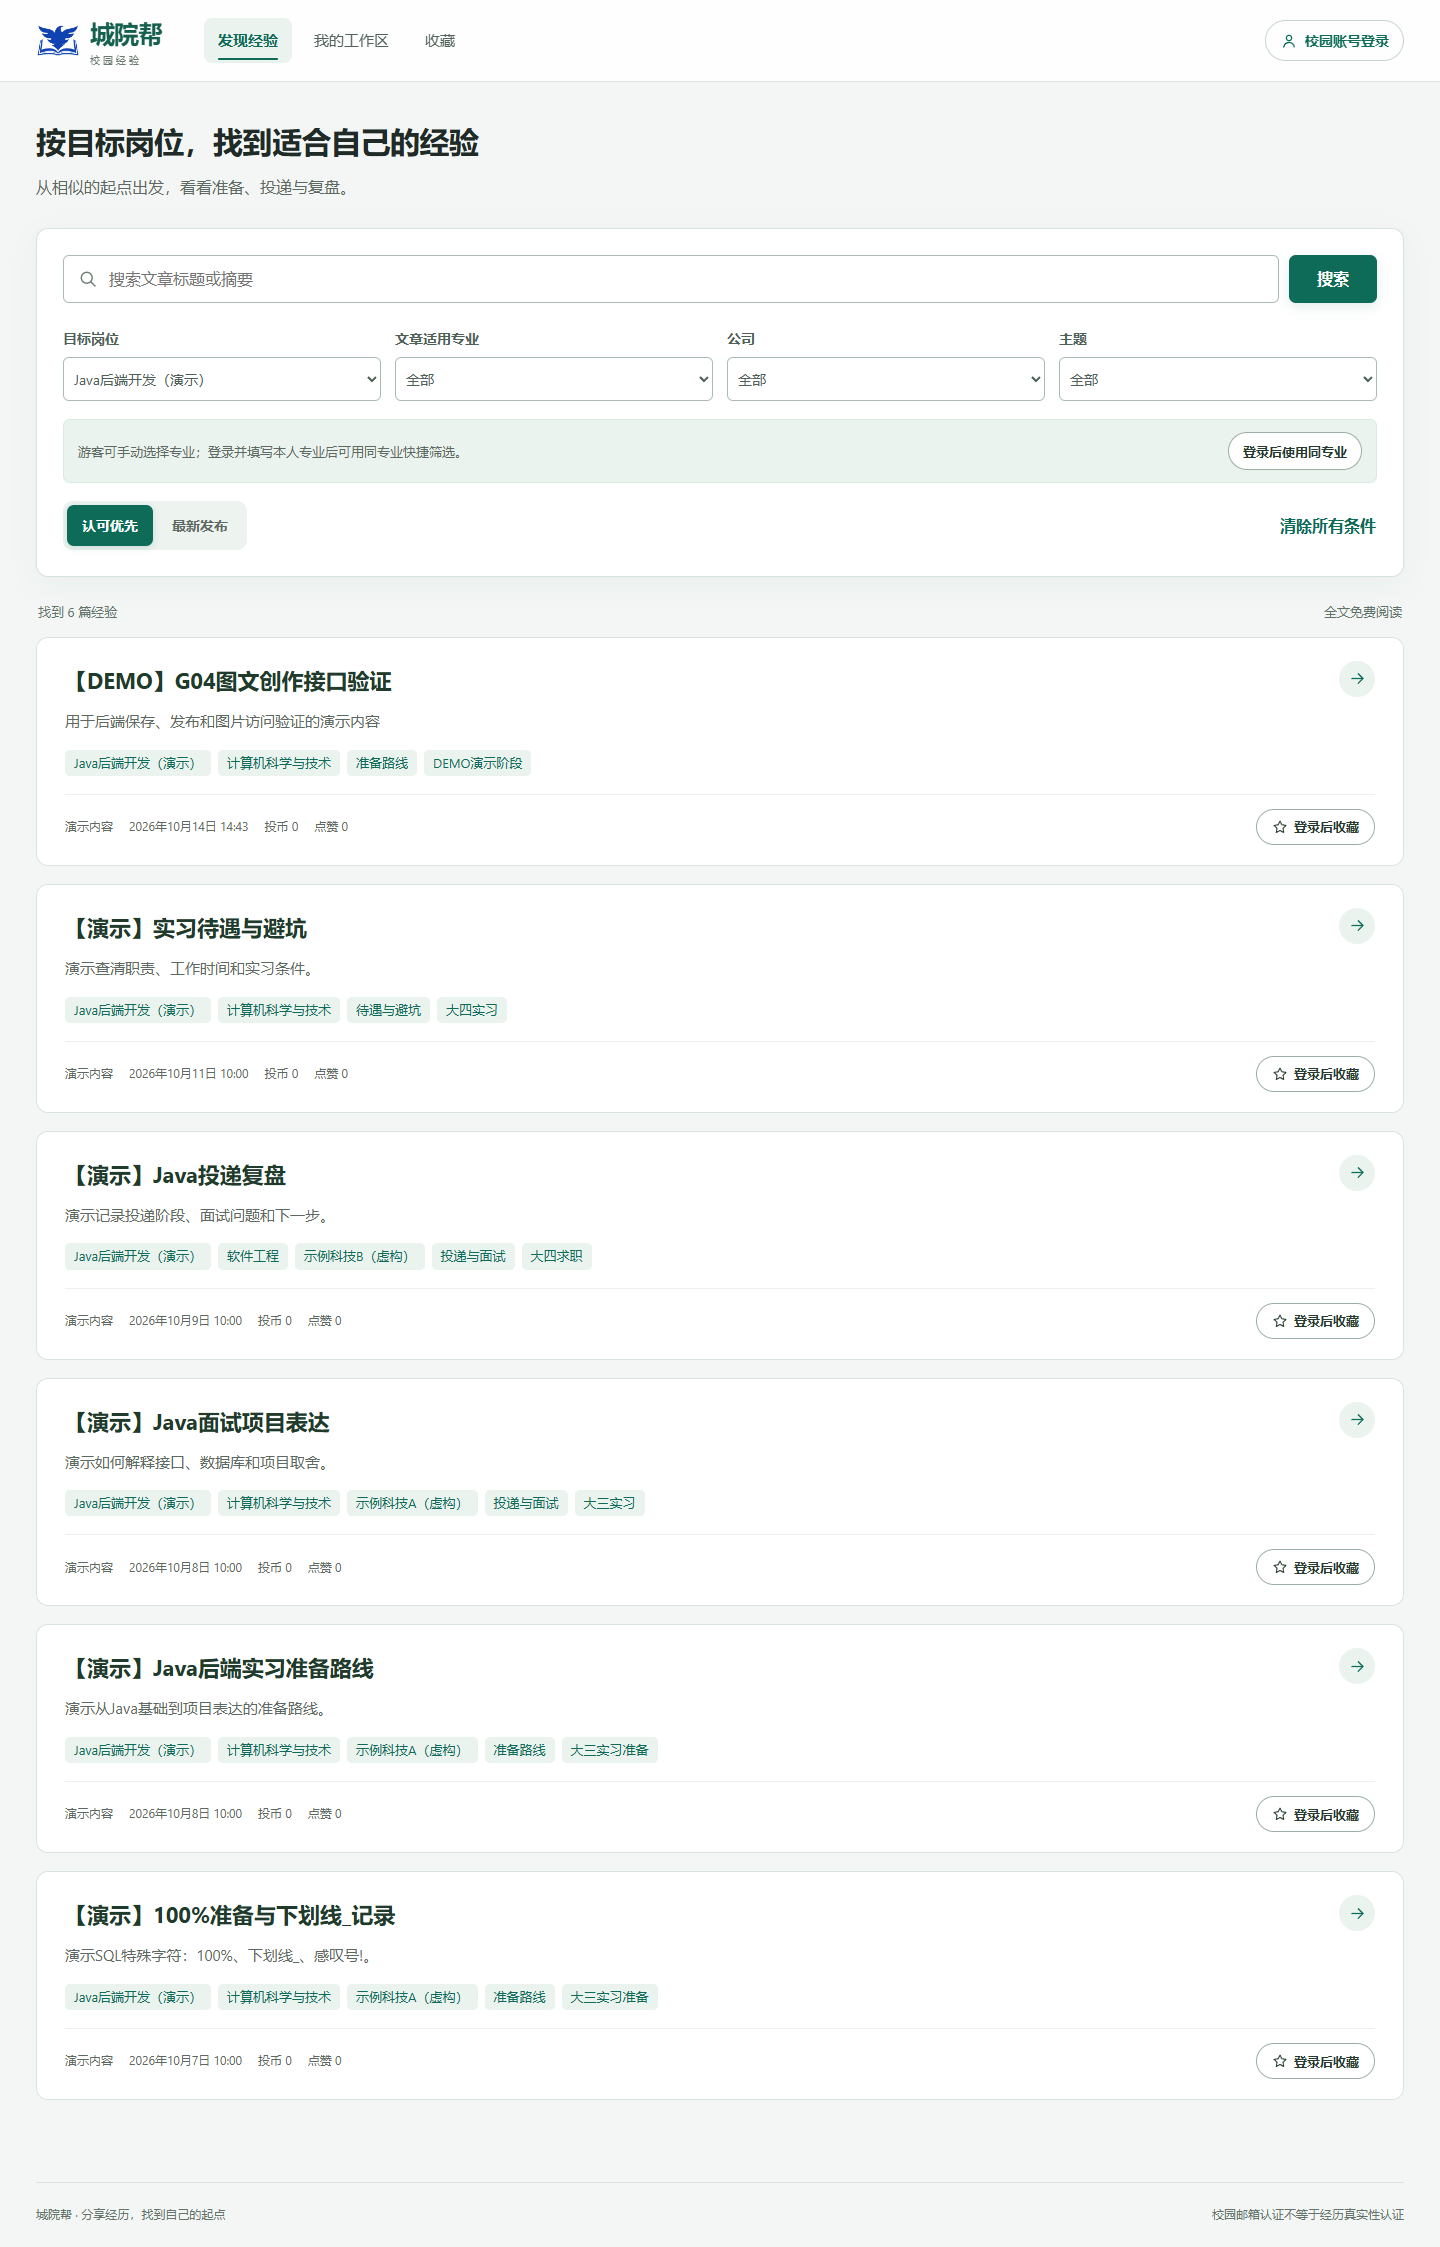 城院帮
校园经验
发现经验 我的工作区 收藏 校园账号登录
按目标岗位，找到适合自己的经验
从相似的起点出发，看看准备、投递与复盘。
搜索文章标题或摘要 搜索
目标岗位 文章适用专业 公司 主题
Java后端开发（演示） 全部 全部 全部
游客可手动选择专业；登录并填写本人专业后可用同专业快捷筛选。 登录后使用同专业
认可优先 最新发布 清除所有条件
找到 6 篇经验 全文免费阅读
【DEMO】G04图文创作接口验证
用于后端保存、发布和图片访问验证的演示内容
Java后端开发（演示） 计算机科学与技术 准备路线 DEMO演示阶段
演示内容 2026年10月14日 14:43 投币 0 点赞 0 登录后收藏
【演示】实习待遇与避坑
演示查清职责、工作时间和实习条件。
Java后端开发（演示） 计算机科学与技术 待遇与避坑 大四实习
演示内容 2026年10月11日 10:00 投币 0 点赞 0 登录后收藏
【演示】Java投递复盘
演示记录投递阶段、面试问题和下一步。
Java后端开发（演示） 软件工程 示例科技B（虚构） 投递与面试 大四求职
演示内容 2026年10月9日 10:00 投币 0 点赞 0 登录后收藏
【演示】Java面试项目表达
演示如何解释接口、数据库和项目取舍。
Java后端开发（演示） 计算机科学与技术 示例科技A（虚构） 投递与面试 大三实习
演示内容 2026年10月8日 10:00 投币 0 点赞 0 登录后收藏
【演示】Java后端实习准备路线
演示从Java基础到项目表达的准备路线。
Java后端开发（演示） 计算机科学与技术 示例科技A（虚构） 准备路线 大三实习准备
演示内容 2026年10月8日 10:00 投币 0 点赞 0 登录后收藏
【演示】100%准备与下划线_记录
演示SQL特殊字符：100%、下划线_、感叹号!。
Java后端开发（演示） 计算机科学与技术 示例科技A（虚构） 准备路线 大三实习准备
演示内容 2026年10月7日 10:00 投币 0 点赞 0 登录后收藏
城院帮 · 分享经历，找到自己的起点 校园邮箱认证不等于经历真实性认证